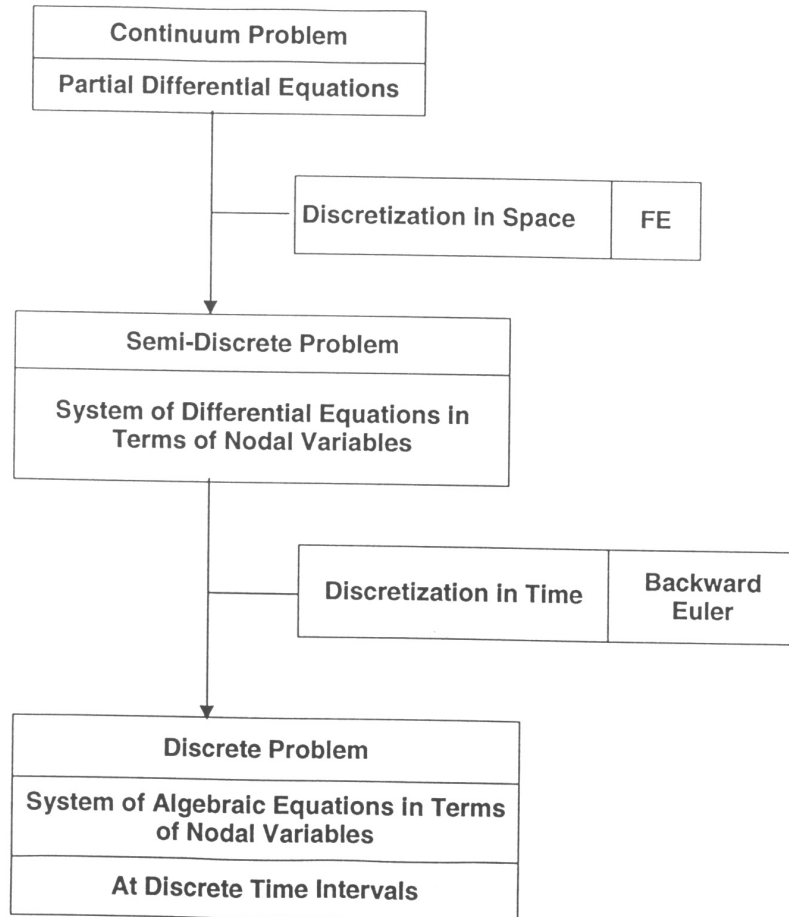 Continuum Problem
Partial Differential Equations
Discretization in Space
FE
Semi-Discrete Problem
System of Differential Equations in
Terms of Nodal Variables
Discretization in Time
Backward
Euler
Discrete Problem
System of Algebraic Equations in Terms
of Nodal Variables
At Discrete Time Intervals